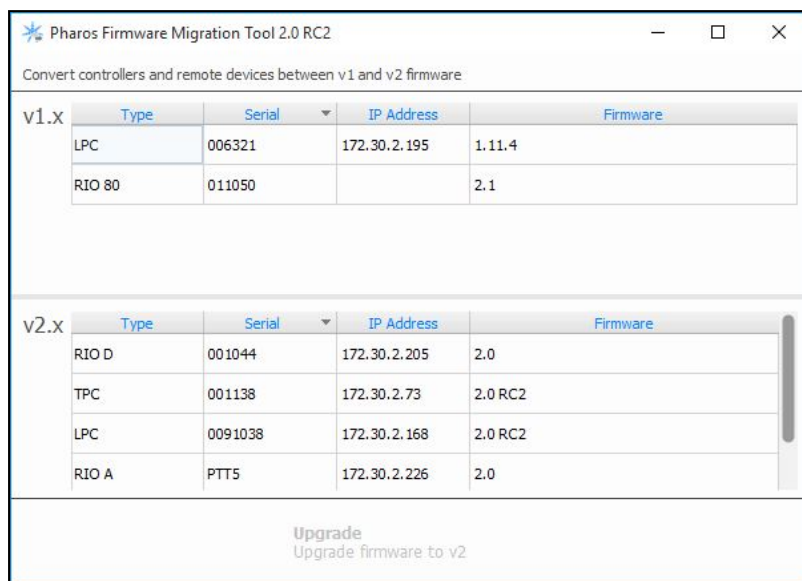 Pharos Firmware Migration Tool 2.0 RC2
Convert controllers and remote devices between v1 and v2 firmware
v1.x Type Serial IP Address Firmware
LPC 006321 172.30.2.195 1.11.4
RIO 80 011050 2.1
v2.x Type Serial IP Address Firmware
RIO D 001044 172.30.2.205 2.0
TPC 001138 172.30.2.73 2.0 RC2
LPC 0091038 172.30.2.168 2.0 RC2
RIO A PTT5 172.30.2.226 2.0
Upgrade
Upgrade firmware to v2